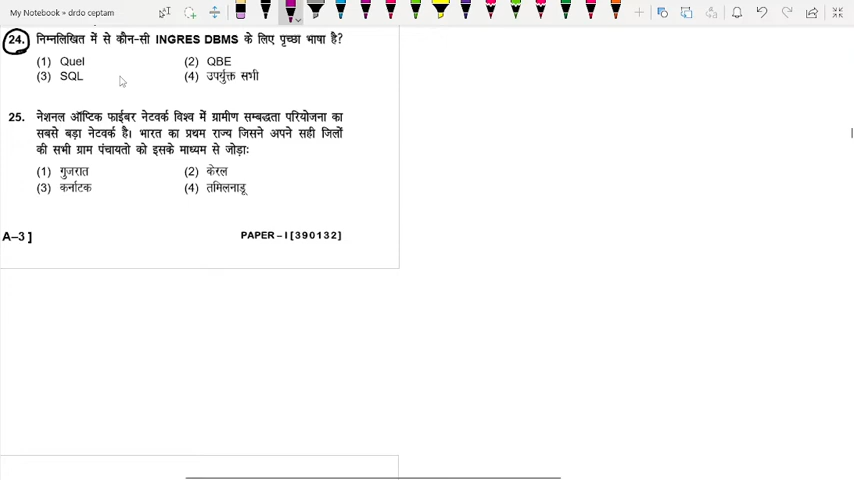 My Notebook » drdo ceptam
24. निम्नलिखित में से कौन-सी INGRES DBMS के लिए पृच्छा भाषा है?
(1) Quel (2) QBE
(3) SQL (4) उपर्युक्त सभी
25. नेशनल ऑप्टिक फाईबर नेटवर्क विश्व में ग्रामीण सम्बद्धता परियोजना का
सबसे बड़ा नेटवर्क है। भारत का प्रथम राज्य जिसने अपने सही जिलों
की सभी ग्राम पंचायतो को इसके माध्यम से जोड़ाः
(1) गुजरात (2) केरल
(3) कर्नाटक (4) तमिलनाडू
A–3 ] PAPER – I [ 390132 ]